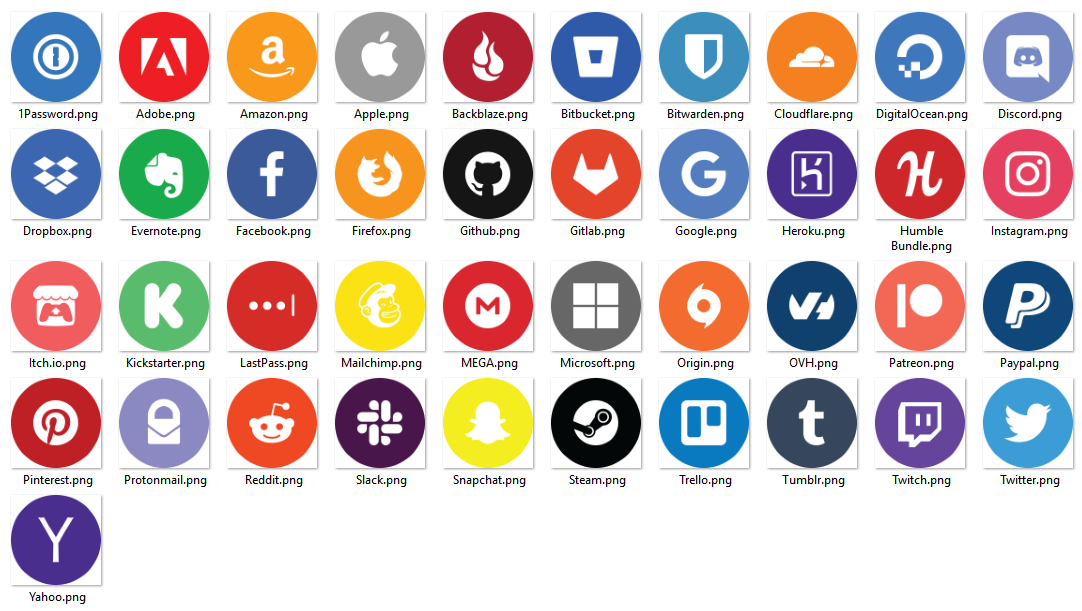 1Password.png Adobe.png Amazon.png Apple.png Backblaze.png Bitbucket.png Bitwarden.png Cloudflare.png DigitalOcean.png Discord.png
Dropbox.png Evernote.png Facebook.png Firefox.png Github.png Gitlab.png Google.png Heroku.png Humble Instagram.png
Bundle.png
Itch.io.png Kickstarter.png LastPass.png Mailchimp.png MEGA.png Microsoft.png Origin.png OVH.png Patreon.png Paypal.png
Pinterest.png Protonmail.png Reddit.png Slack.png Snapchat.png Steam.png Trello.png Tumblr.png Twitch.png Twitter.png
Yahoo.png